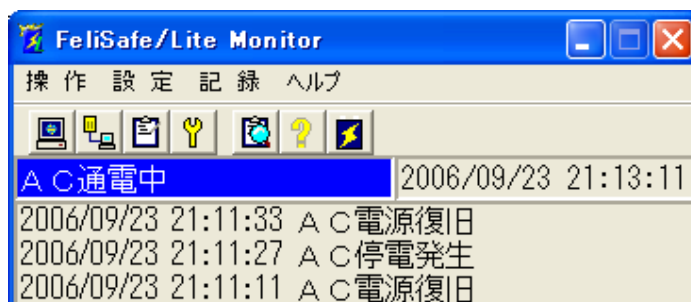 FeliSafe/Lite Monitor
操 作 設 定 記 録 ヘルプ
ＡＣ通電中 2006/09/23 21:13:11
2006/09/23 21:11:33 ＡＣ電源復旧
2006/09/23 21:11:27 ＡＣ停電発生
2006/09/23 21:11:11 ＡＣ電源復旧